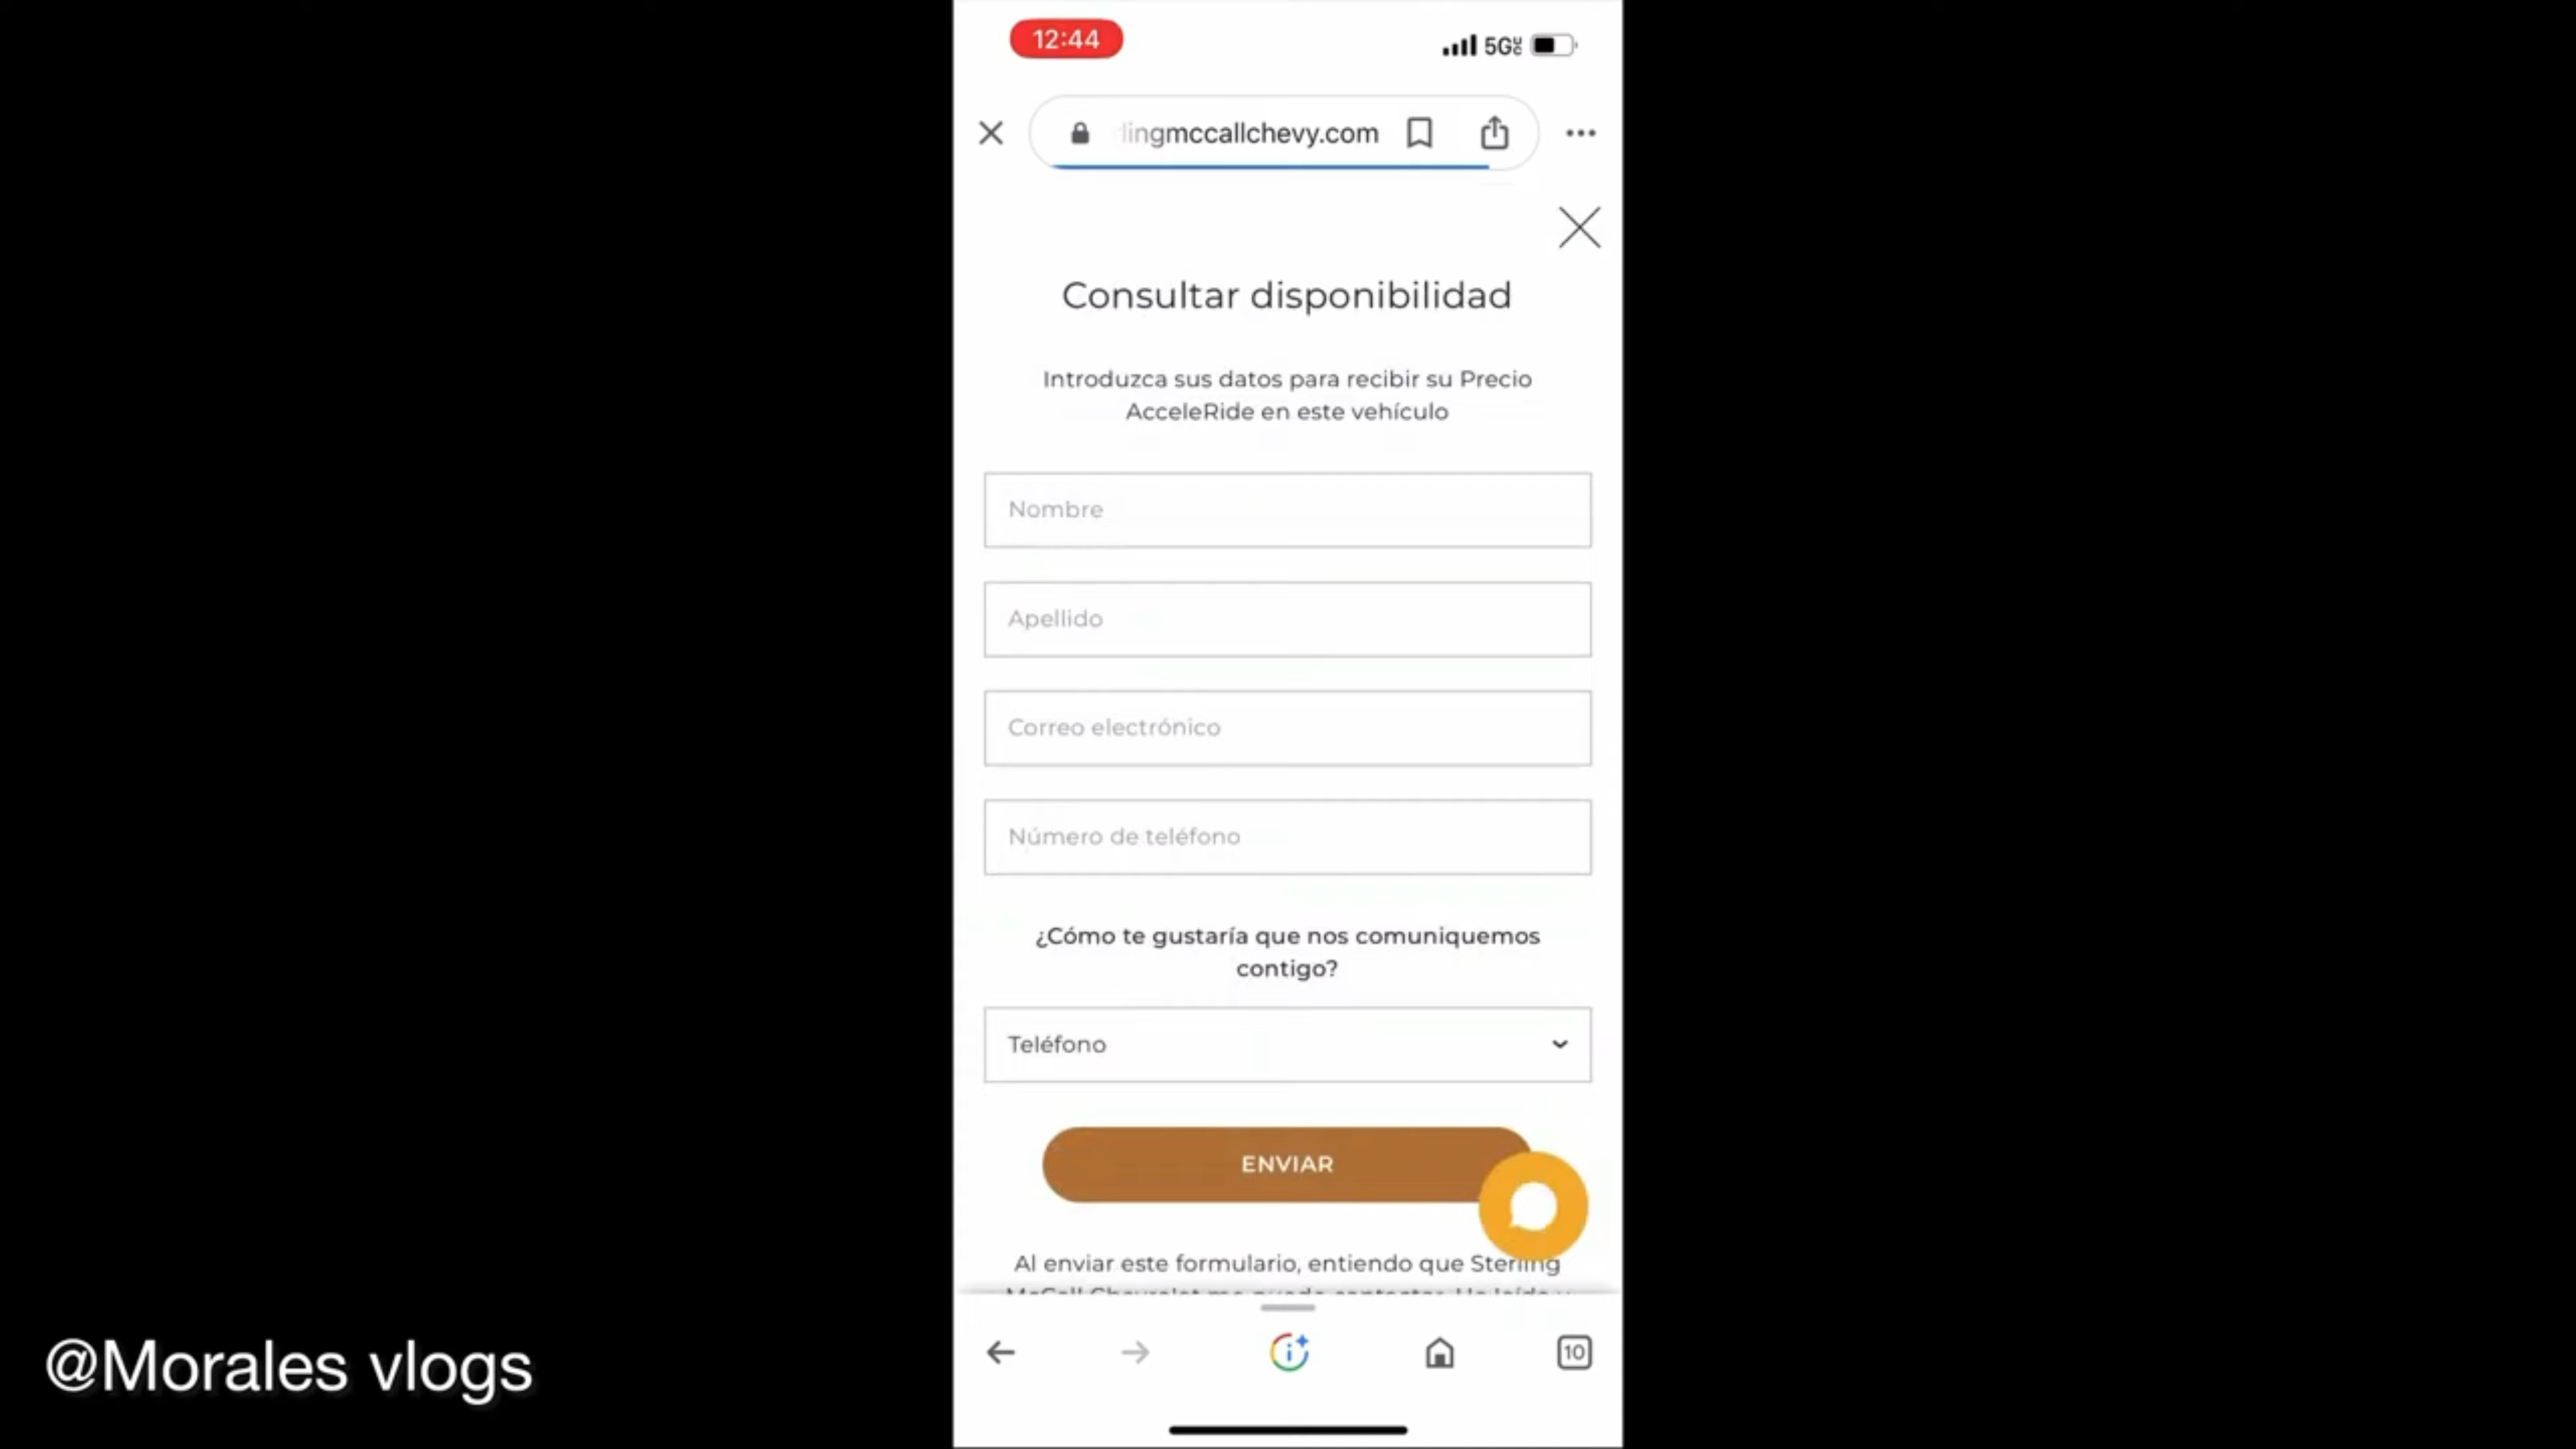 12:44
5G
lingmccallchevy.com
Consultar disponibilidad
Introduzca sus datos para recibir su Precio
AcceleRide en este vehículo
Nombre
Apellido
Correo electrónico
Número de teléfono
¿Cómo te gustaría que nos comuniquemos
contigo?
Teléfono
ENVIAR
Al enviar este formulario, entiendo que Sterling
10
@Morales vlogs